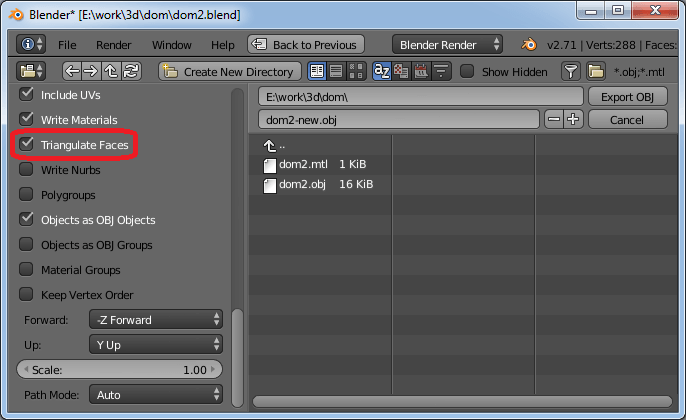 Blender* [E:\work\3d\dom\dom2.blend]
File Render Window Help Back to Previous Blender Render v2.71 | Verts:288 | Faces:
Create New Directory Show Hidden *.obj;*.mtl
Include UVs
Write Materials
Triangulate Faces
Write Nurbs
Polygroups
Objects as OBJ Objects
Objects as OBJ Groups
Material Groups
Keep Vertex Order
Forward: -Z Forward
Up: Y Up
Scale: 1.00
Path Mode: Auto
E:\work\3d\dom\ Export OBJ
dom2-new.obj Cancel
..
dom2.mtl 1 KiB
dom2.obj 16 KiB